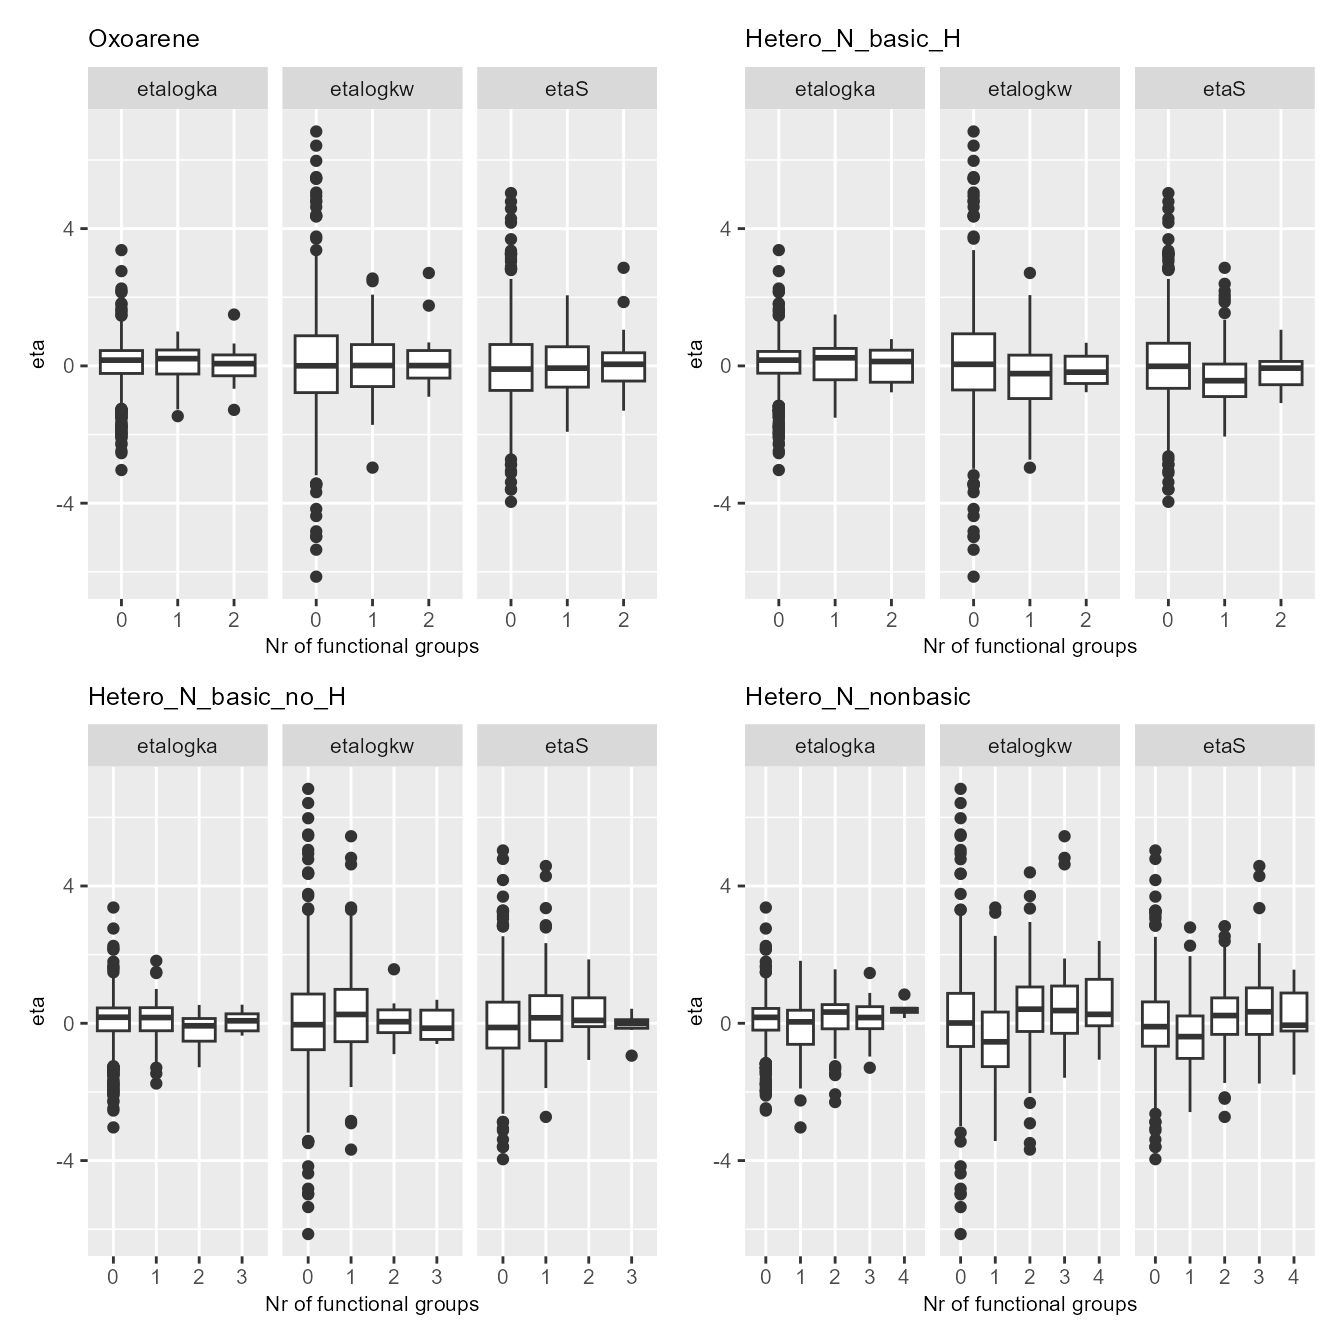 Oxoarene
etalogka etalogkw etaS
eta
4
0
-4
0 1 2 0 1 2 0 1 2
Nr of functional groups
Hetero_N_basic_H
etalogka etalogkw etaS
eta
4
0
-4
0 1 2 0 1 2 0 1 2
Nr of functional groups
Hetero_N_basic_no_H
etalogka etalogkw etaS
eta
4
0
-4
0 1 2 3 0 1 2 3 0 1 2 3
Nr of functional groups
Hetero_N_nonbasic
etalogka etalogkw etaS
eta
4
0
-4
0 1 2 3 4 0 1 2 3 4 0 1 2 3 4
Nr of functional groups